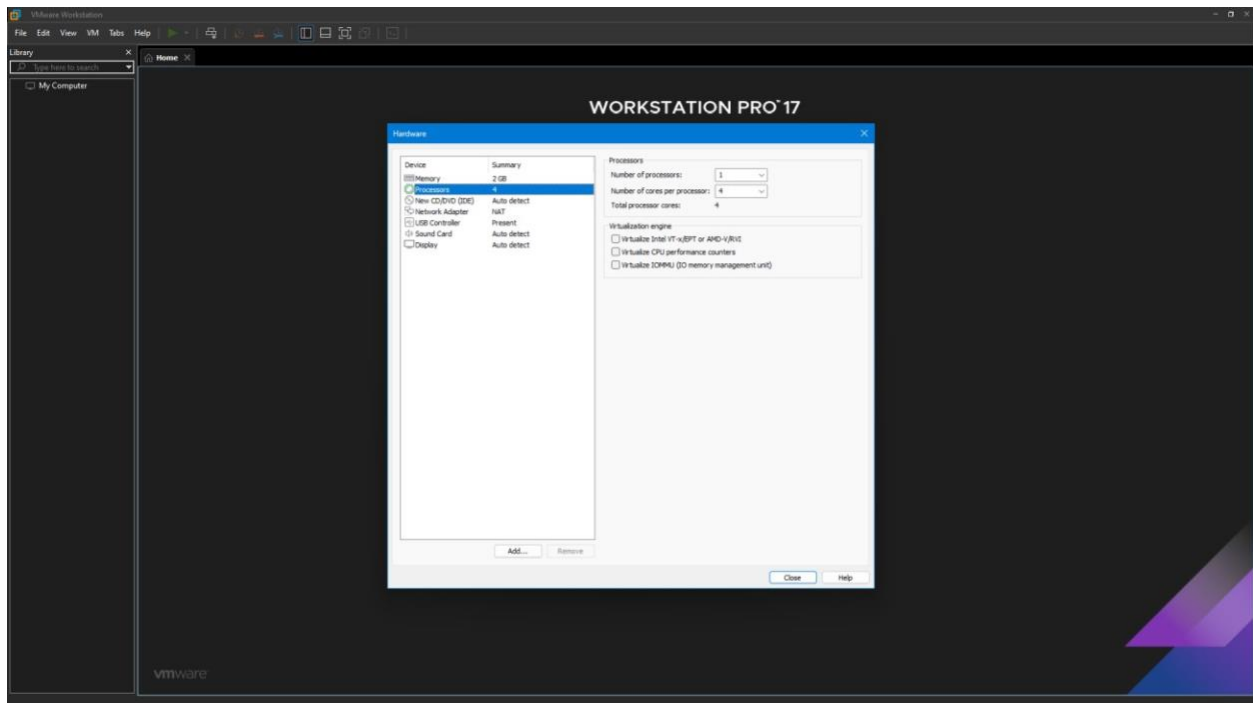 VMware Workstation
File Edit View VM Tabs Help
Library
Home
Type here to search
My Computer
WORKSTATION PRO™ 17
Hardware
Device Summary
Memory 2 GB
Processors 4
New CD/DVD (IDE) Auto detect
Network Adapter NAT
USB Controller Present
Sound Card Auto detect
Display Auto detect
Add...
Remove
Processors
Number of processors: 1
Number of cores per processor: 4
Total processor cores: 4
Virtualization engine
Virtualize Intel VT-x/EPT or AMD-V/RVI
Virtualize CPU performance counters
Virtualize IOMMU (IO memory management unit)
Close
Help
vmware